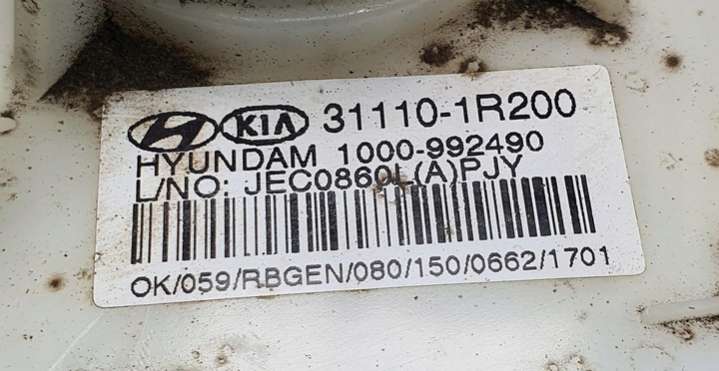 KIA 31110-1R200
HYUNDAM 1000-992490
L/NO: JEC0860L(A)PJY
OK/059/RBGEN/080/150/0662/1701